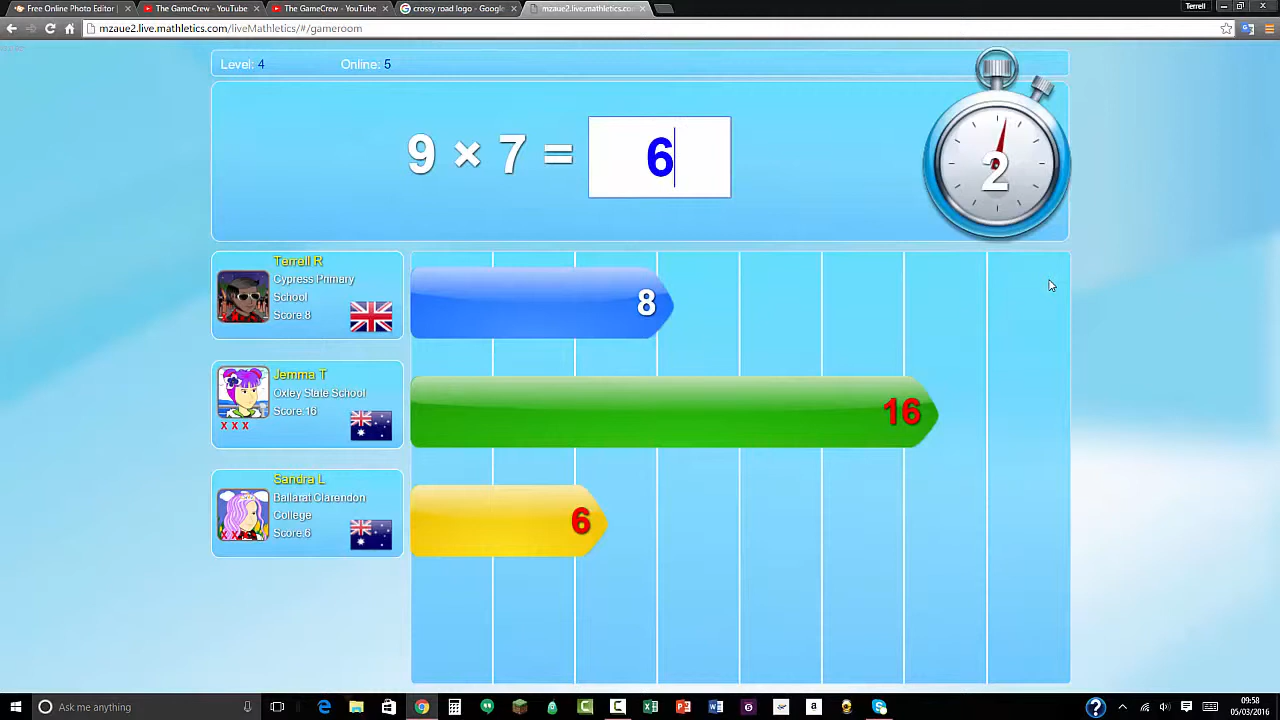 Free Online Photo Editor
The GameCrew - YouTube
The GameCrew - YouTube
crossy road logo - Google
mzaue2.live.mathletics.co
Terrell
mzaue2.live.mathletics.com/liveMathletics/#/gameroom
Level: 4
Online: 5
9 × 7 = 6
2
Terrell R
Cypress Primary
School
Score:8
8
Jemma T
Oxley State School
Score:16
X X X
16
Sandra L
Ballarat Clarendon
College
Score:6
X X
6
Ask me anything
09:58
05/03/2016